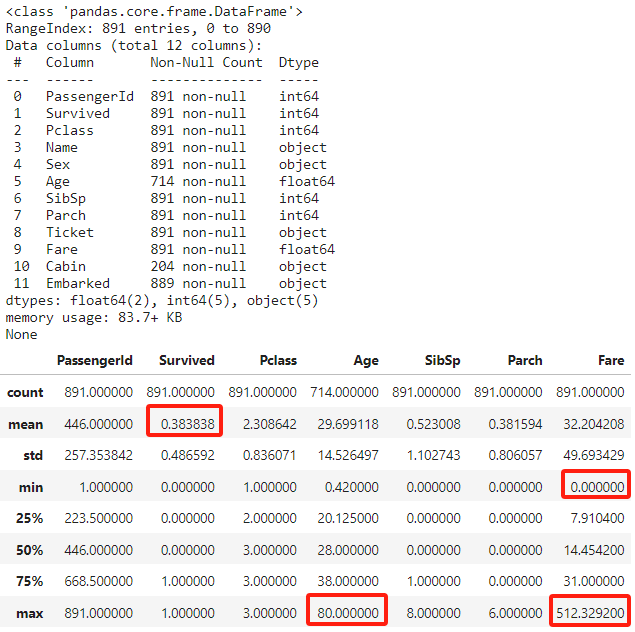 <class 'pandas.core.frame.DataFrame'>
RangeIndex: 891 entries, 0 to 890
Data columns (total 12 columns):
 #   Column       Non-Null Count  Dtype
---  ------       --------------  -----
 0   PassengerId  891 non-null    int64
 1   Survived     891 non-null    int64
 2   Pclass       891 non-null    int64
 3   Name         891 non-null    object
 4   Sex          891 non-null    object
 5   Age          714 non-null    float64
 6   SibSp        891 non-null    int64
 7   Parch        891 non-null    int64
 8   Ticket       891 non-null    object
 9   Fare         891 non-null    float64
 10  Cabin        204 non-null    object
 11  Embarked     889 non-null    object
dtypes: float64(2), int64(5), object(5)
memory usage: 83.7+ KB
None
PassengerId Survived Pclass Age SibSp Parch Fare
count 891.000000 891.000000 891.000000 714.000000 891.000000 891.000000 891.000000
mean 446.000000 0.383838 2.308642 29.699118 0.523008 0.381594 32.204208
std 257.353842 0.486592 0.836071 14.526497 1.102743 0.806057 49.693429
min 1.000000 0.000000 1.000000 0.420000 0.000000 0.000000 0.000000
25% 223.500000 0.000000 2.000000 20.125000 0.000000 0.000000 7.910400
50% 446.000000 0.000000 3.000000 28.000000 0.000000 0.000000 14.454200
75% 668.500000 1.000000 3.000000 38.000000 1.000000 0.000000 31.000000
max 891.000000 1.000000 3.000000 80.000000 8.000000 6.000000 512.329200